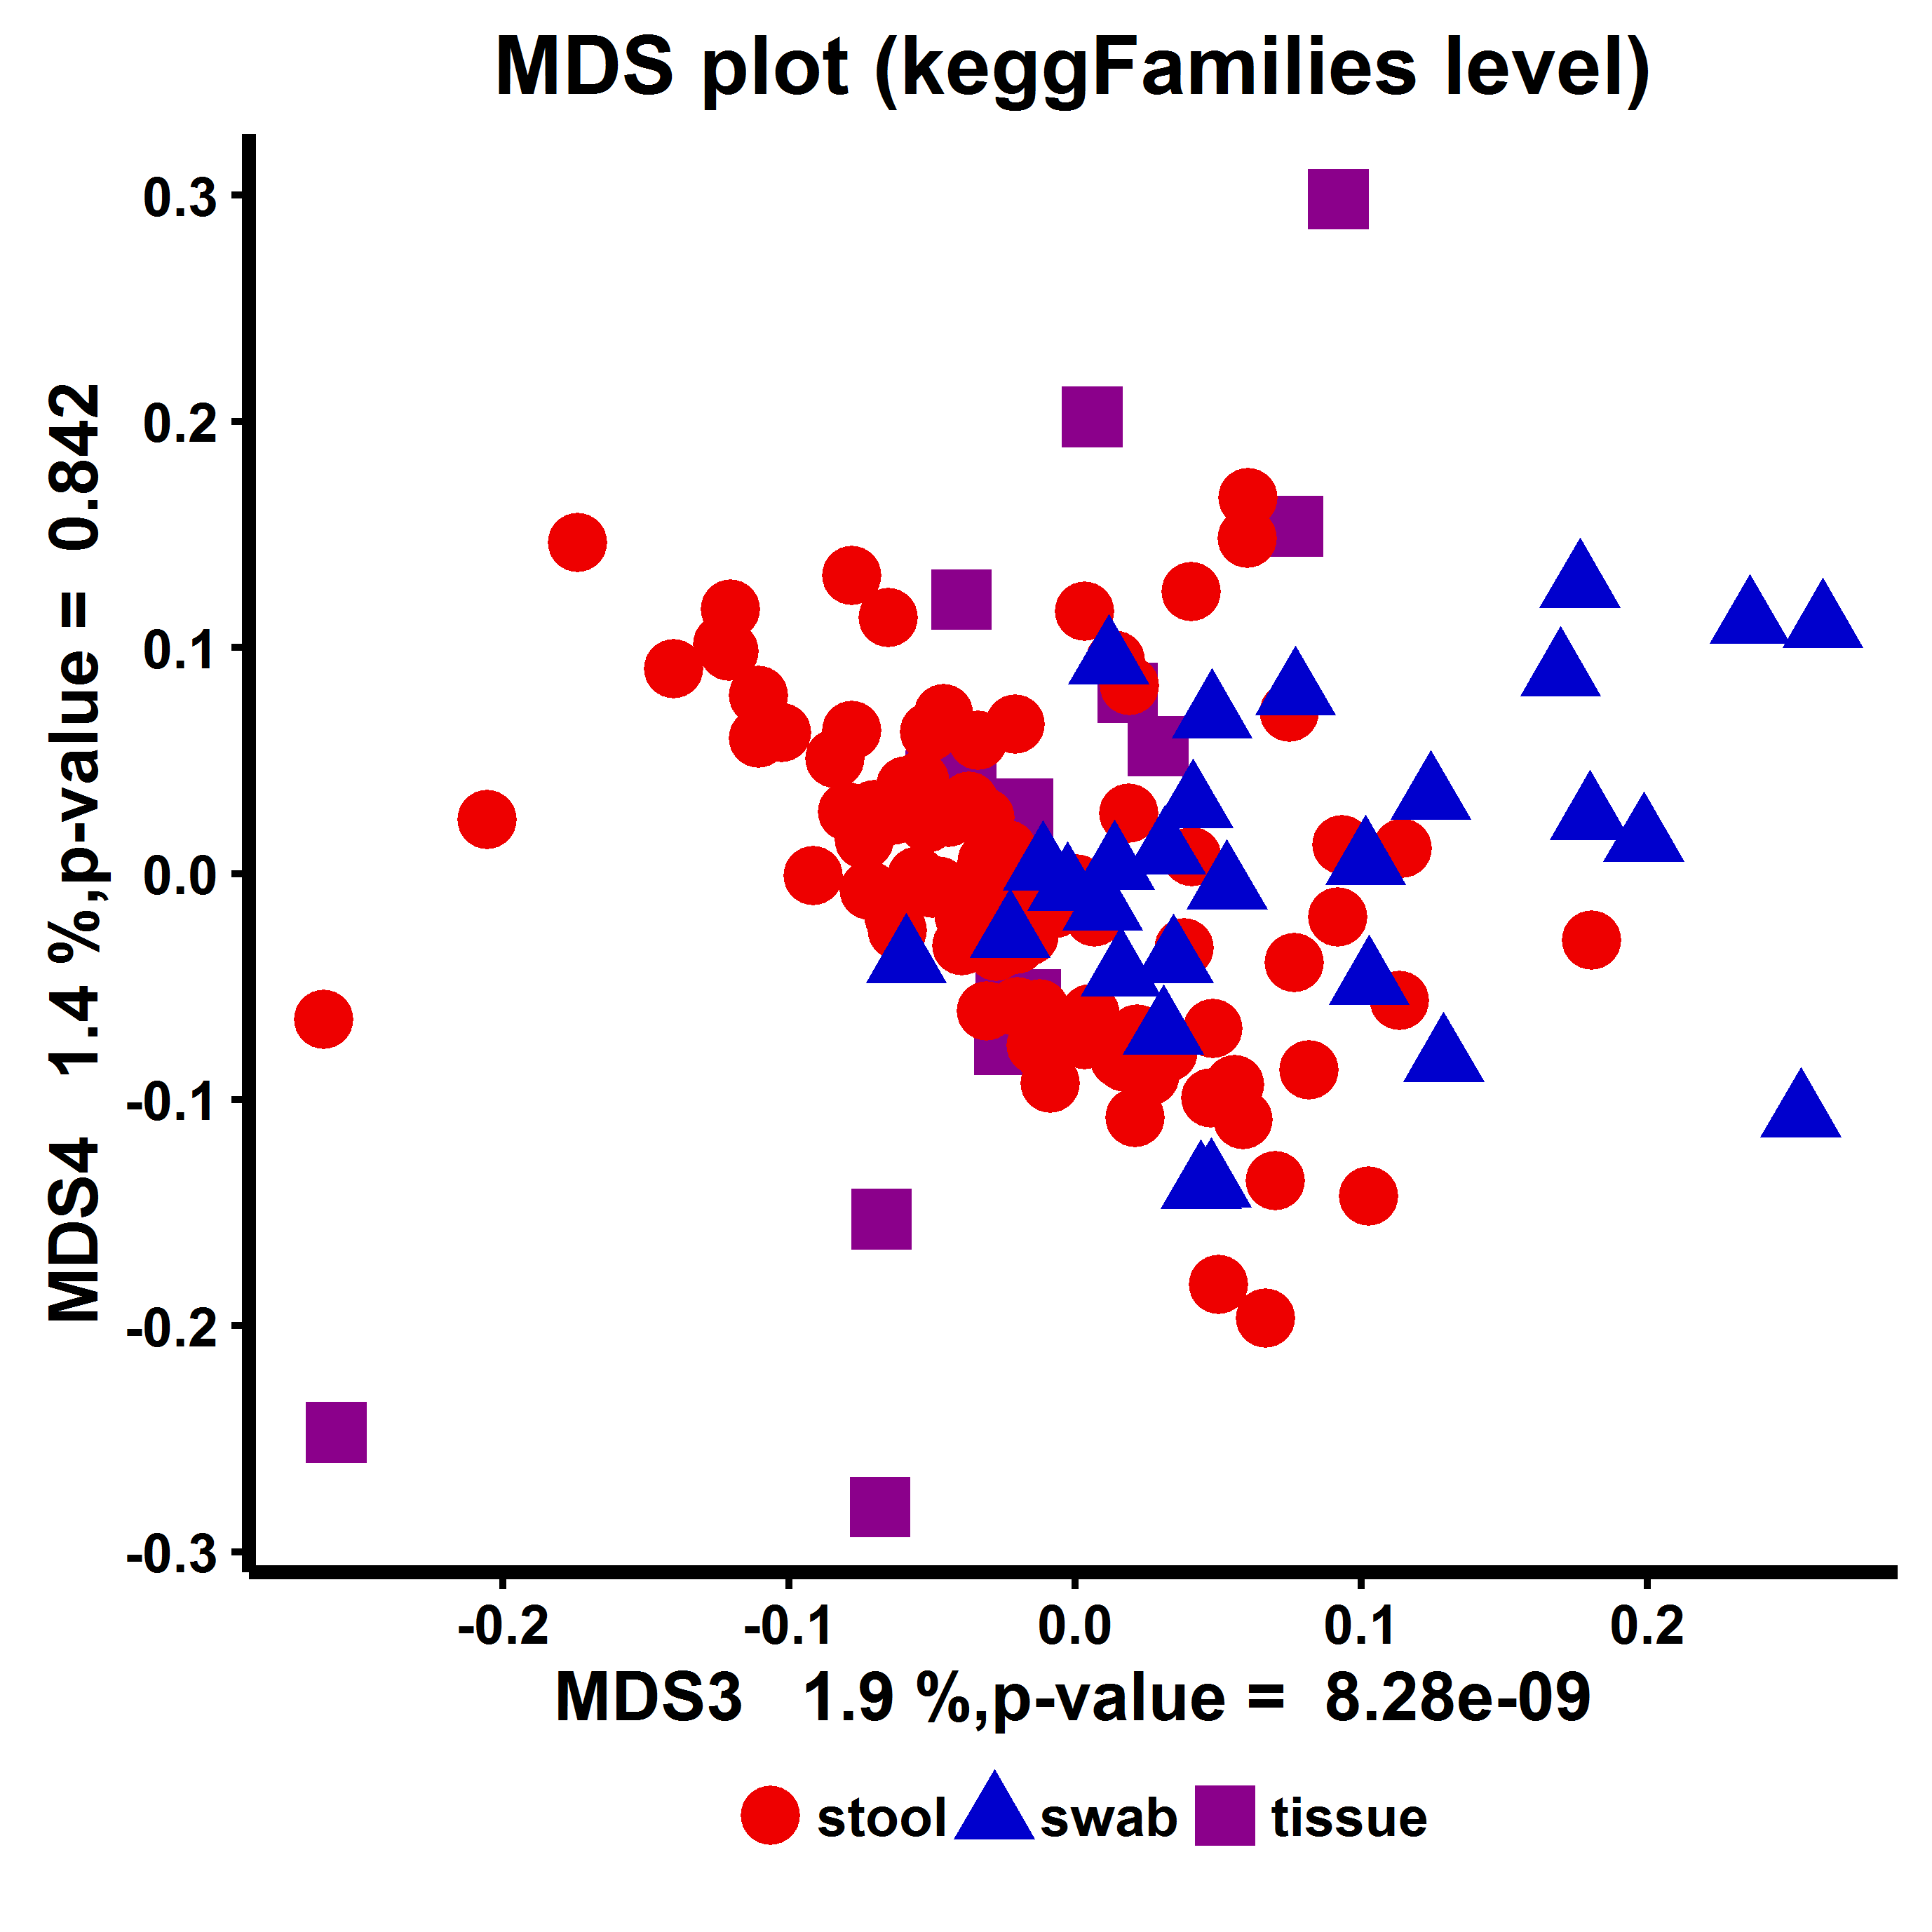 MDS plot (keggFamilies level)
MDS4  1.4 %,p-value =  0.842
0.3
0.2
0.1
0.0
-0.1
-0.2
-0.3
-0.2 -0.1 0.0 0.1 0.2
MDS3  1.9 %,p-value =  8.28e-09
stool swab tissue